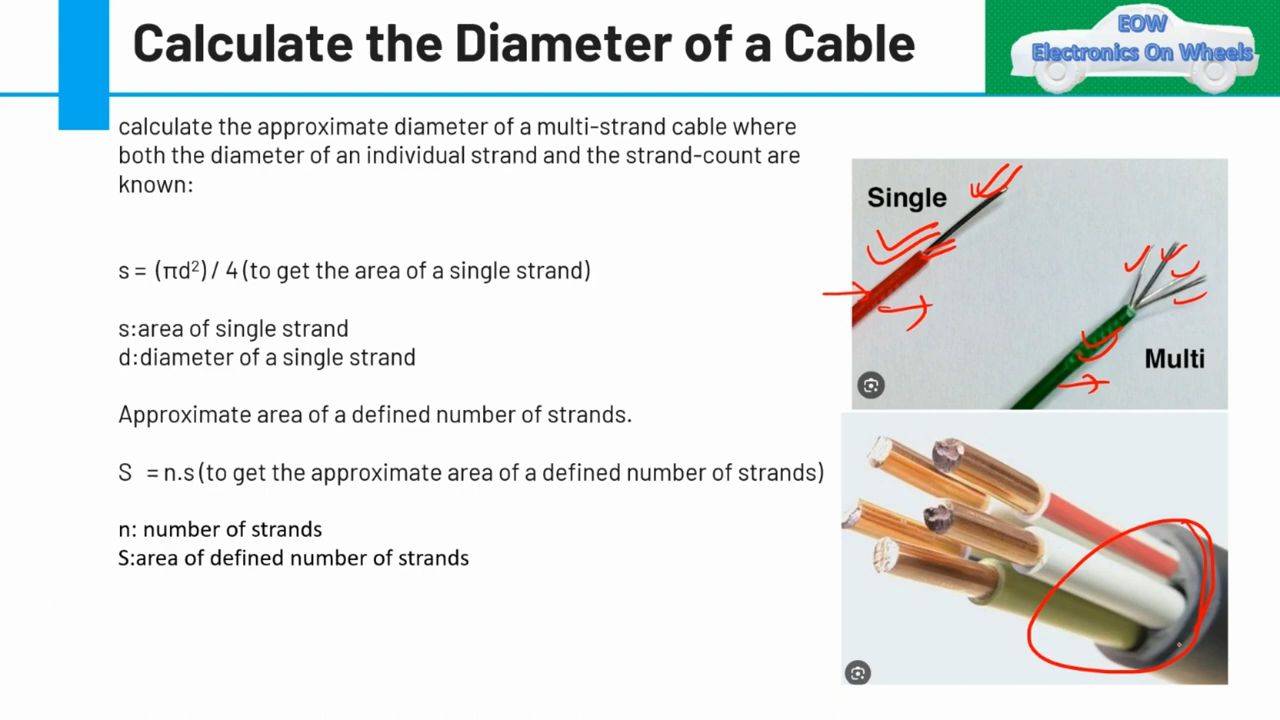 Calculate the Diameter of a Cable
EOW
Electronics On Wheels
calculate the approximate diameter of a multi-strand cable where
both the diameter of an individual strand and the strand-count are
known:
s = (πd²) / 4 (to get the area of a single strand)
s:area of single strand
d:diameter of a single strand
Approximate area of a defined number of strands.
S = n.s (to get the approximate area of a defined number of strands)
n: number of strands
S:area of defined number of strands
Single
Multi